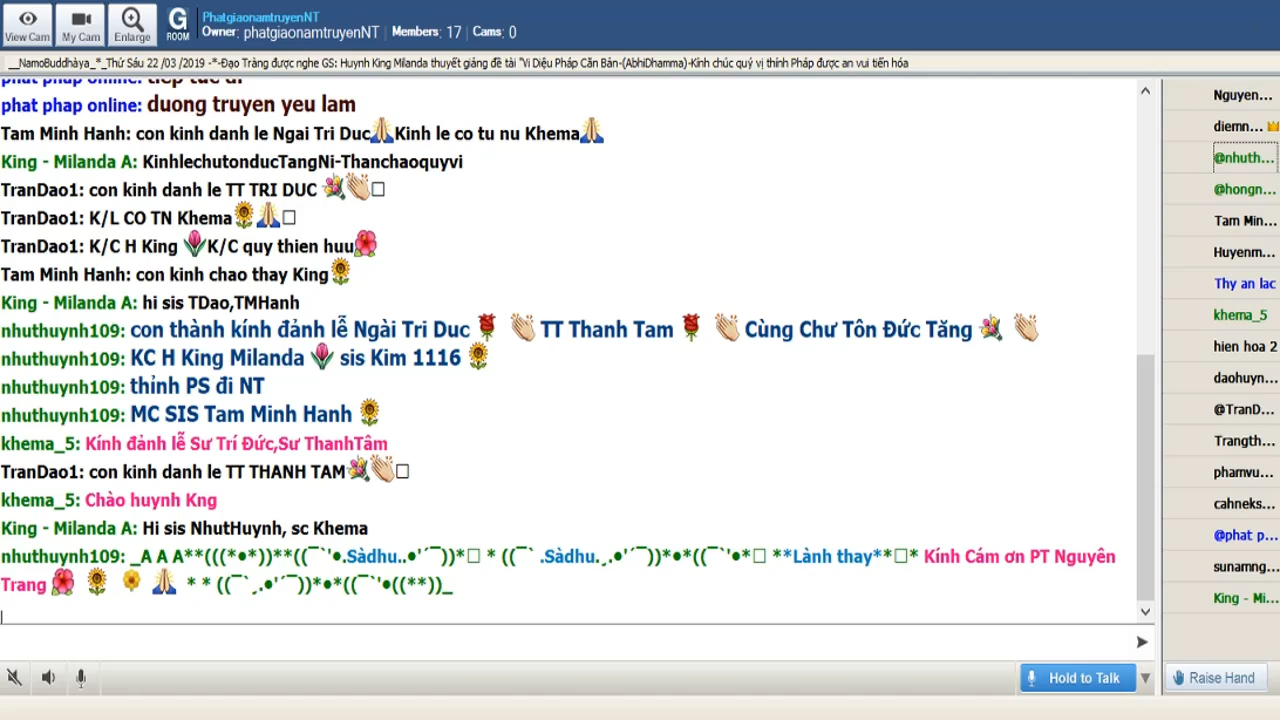 View Cam
My Cam
Enlarge
G
ROOM
PhatgiaonamtruyenNT
Owner: phatgiaonamtruyenNT | Members: 17 | Cams: 0
__NamoBuddhàya_*_Thứ Sáu 22 /03 /2019 -*-Đạo Tràng được nghe GS: Huynh King Milanda thuyết giảng đề tài "Vi Diệu Pháp Căn Bản-(AbhiDhamma)-Kính chúc quý vị thính Pháp được an vui tiến hóa
phat phap online: tiep tuc di
phat phap online: duong truyen yeu lam
Tam Minh Hanh: con kinh danh le Ngai Tri Duc🙏Kinh le co tu nu Khema🙏
King - Milanda A: KinhlechutonducTangNi-Thanchaoquyvi
TranDao1: con kinh danh le TT TRI DUC 💐👏□
TranDao1: K/L CO TN Khema🌻🙏□
TranDao1: K/C H King 🌷K/C quy thien huu🌺
Tam Minh Hanh: con kinh chao thay King🌻
King - Milanda A: hi sis TDao,TMHanh
nhuthuynh109: con thành kính đảnh lễ Ngài Tri Duc 🌹 👏 TT Thanh Tam 🌹 👏 Cùng Chư Tôn Đức Tăng 💐 👏
nhuthuynh109: KC H King Milanda 🌷 sis Kim 1116 🌻
nhuthuynh109: thỉnh PS đi NT
nhuthuynh109: MC SIS Tam Minh Hanh 🌻
khema_5: Kính đảnh lễ Sư Trí Đức,Sư ThanhTâm
TranDao1: con kinh danh le TT THANH TAM💐👏□
khema_5: Chào huynh Kng
King - Milanda A: Hi sis NhutHuynh, sc Khema
nhuthuynh109: _A A A**(((*•*))**((¯`'•.Sàdhu..•'´¯))*□ * ((¯` .Sàdhu.¸.•'´¯))*•*((¯`'•*□ **Lành thay**□* Kính Cám ơn PT Nguyên
Trang 🌺 🌻 🌼 🙏 * * ((¯`¸.•'´¯))*•*((¯`'•((**))_
Nguyen...
diemn... 👑
@nhuth...
@hongn...
Tam Min...
Huyenm...
Thy an lac
khema_5
hien hoa 2
daohuyn...
@TranD...
Trangth...
phamvu...
cahneks...
@phat p...
sunamng...
King - Mi...
Hold to Talk
Raise Hand